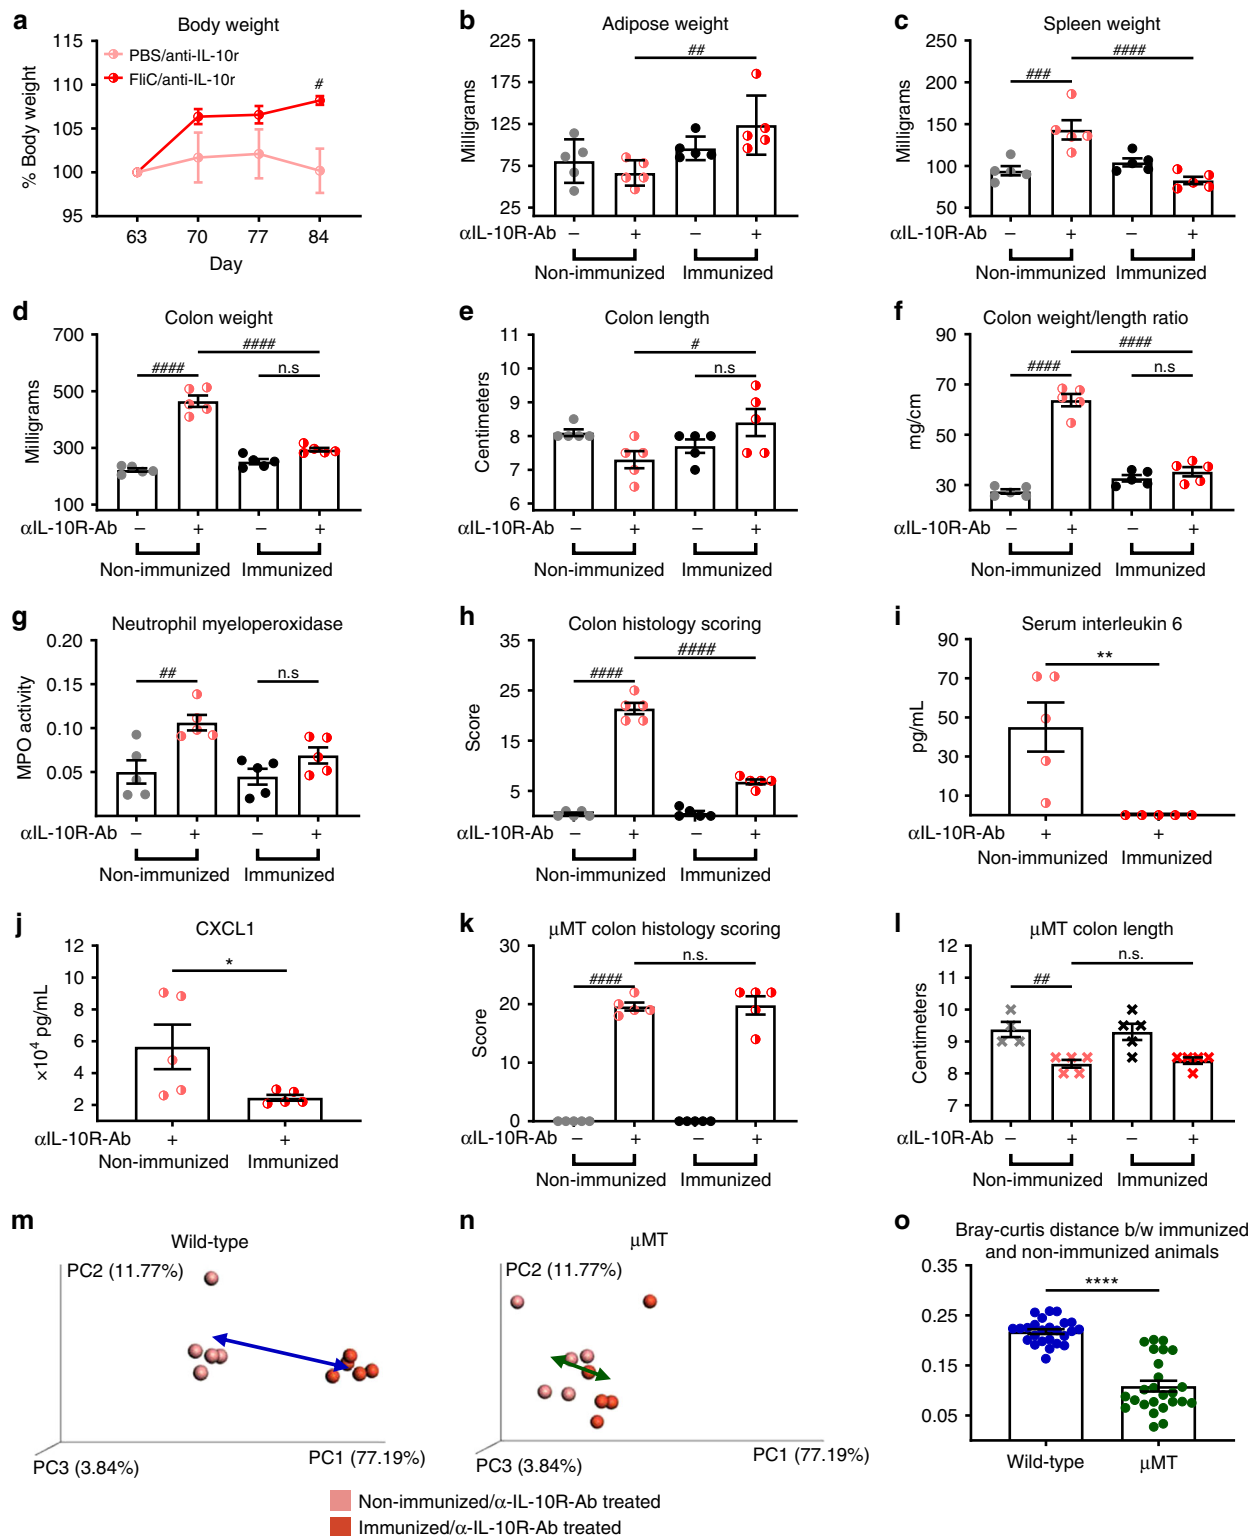 a
Body weight
% Body weight
115
110
105
100
95
PBS/anti-IL-10r
FliC/anti-IL-10r
#
63 70 77 84
Day
b
Adipose weight
Milligrams
225
175
125
75
25
##
αIL-10R-Ab − + − +
Non-immunized Immunized
c
Spleen weight
Milligrams
250
200
150
100
50
####
###
− + − +
αIL-10R-Ab
Non-immunized Immunized
d
Colon weight
Milligrams
700
500
300
100
####
####
n.s
αIL-10R-Ab − + − +
Non-immunized Immunized
e
Colon length
Centimeters
11
10
9
8
7
6
#
n.s
αIL-10R-Ab − + − +
Non-immunized Immunized
f
Colon weight/length ratio
mg/cm
90
70
50
30
10
####
####
n.s
αIL-10R-Ab − + − +
Non-immunized Immunized
g
Neutrophil myeloperoxidase
MPO activity
0.20
0.15
0.10
0.05
##
n.s
αIL-10R-Ab − + − +
Non-immunized Immunized
h
Colon histology scoring
Score
35
25
15
5
####
####
αIL-10R-Ab − + − +
Non-immunized Immunized
i
Serum interleukin 6
pg/mL
90
70
50
30
10
**
αIL-10R-Ab + +
Non-immunized Immunized
j
CXCL1
×10⁴ pg/mL
12
10
8
6
4
2
*
αIL-10R-Ab + +
Non-immunized Immunized
k
μMT colon histology scoring
Score
30
20
10
0
n.s.
####
αIL-10R-Ab − + − +
Non-immunized Immunized
l
μMT colon length
Centimeters
12
11
10
9
8
7
n.s.
##
αIL-10R-Ab − + − +
Non-immunized Immunized
m
Wild-type
PC2 (11.77%)
PC1 (77.19%)
PC3 (3.84%)
n
μMT
PC2 (11.77%)
PC1 (77.19%)
PC3 (3.84%)
o
Bray-curtis distance b/w immunized
and non-immunized animals
0.35
0.25
0.15
0.05
****
Wild-type μMT
Non-immunized/α-IL-10R-Ab treated
Immunized/α-IL-10R-Ab treated